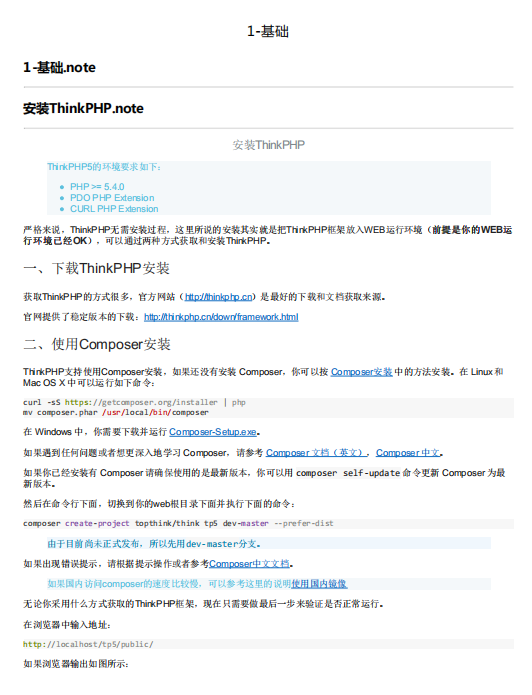 1-基础
1-基础.note
安装ThinkPHP.note
安装ThinkPHP
ThinkPHP5的环境要求如下：
PHP >= 5.4.0
PDO PHP Extension
CURL PHP Extension
严格来说，ThinkPHP无需安装过程，这里所说的安装其实就是把ThinkPHP框架放入WEB运行环境（前提是你的WEB运
行环境已经OK），可以通过两种方式获取和安装ThinkPHP。
一、下载ThinkPHP安装
获取ThinkPHP的方式很多，官方网站（http://thinkphp.cn）是最好的下载和文档获取来源。
官网提供了稳定版本的下载：http://thinkphp.cn/down/framework.html
二、使用Composer安装
ThinkPHP支持使用Composer安装，如果还没有安装 Composer，你可以按 Composer安装 中的方法安装。在 Linux 和
Mac OS X 中可以运行如下命令：
curl -sS https://getcomposer.org/installer | php
mv composer.phar /usr/local/bin/composer
在 Windows 中，你需要下载并运行 Composer-Setup.exe。
如果遇到任何问题或者想更深入地学习 Composer，请参考 Composer 文档（英文），Composer 中文。
如果你已经安装有 Composer 请确保使用的是最新版本，你可以用 composer self-update 命令更新 Composer 为最
新版本。
然后在命令行下面，切换到你的web根目录下面并执行下面的命令：
composer create-project topthink/think tp5 dev-master --prefer-dist
由于目前尚未正式发布，所以先用dev-master分支。
如果出现错误提示，请根据提示操作或者参考Composer中文文档。
如果国内访问composer的速度比较慢，可以参考这里的说明使用国内镜像
无论你采用什么方式获取的ThinkPHP框架，现在只需要做最后一步来验证是否正常运行。
在浏览器中输入地址：
http://localhost/tp5/public/
如果浏览器输出如图所示：